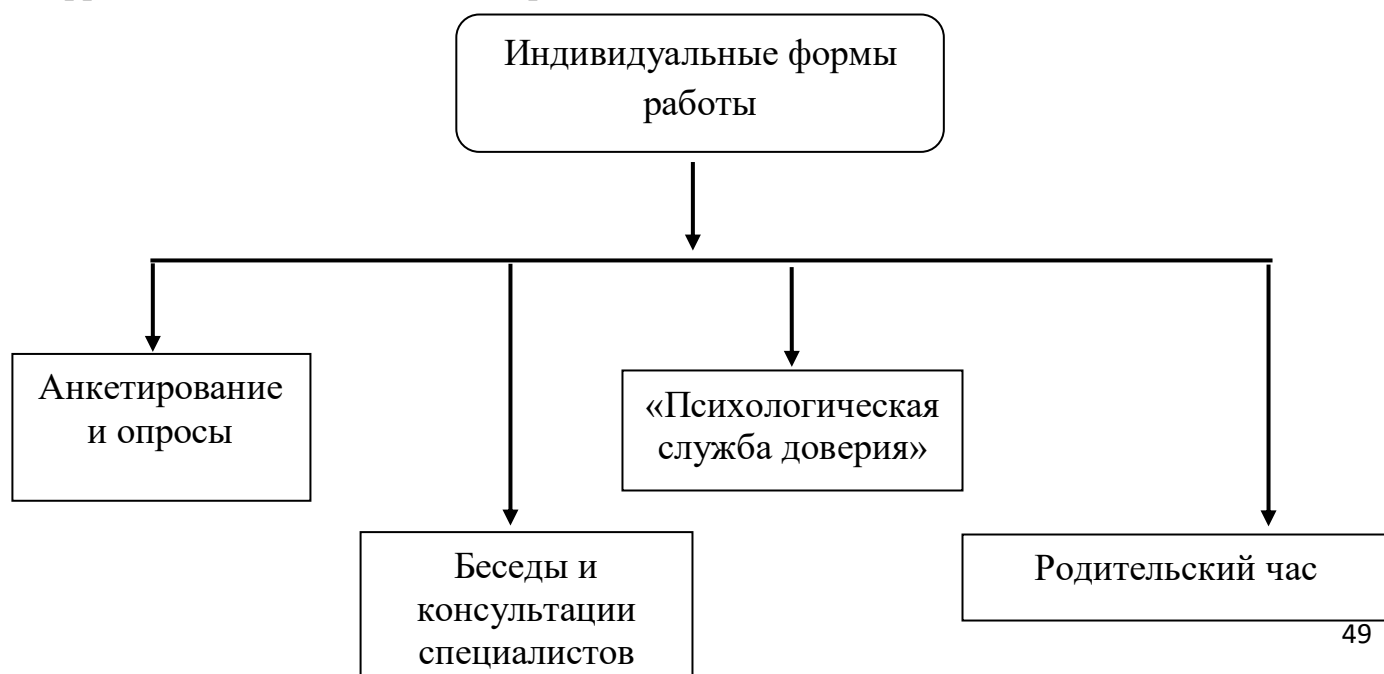 Индивидуальные формы
работы
Анкетирование
и опросы
«Психологическая
служба доверия»
Беседы и
консультации
специалистов
Родительский час
49